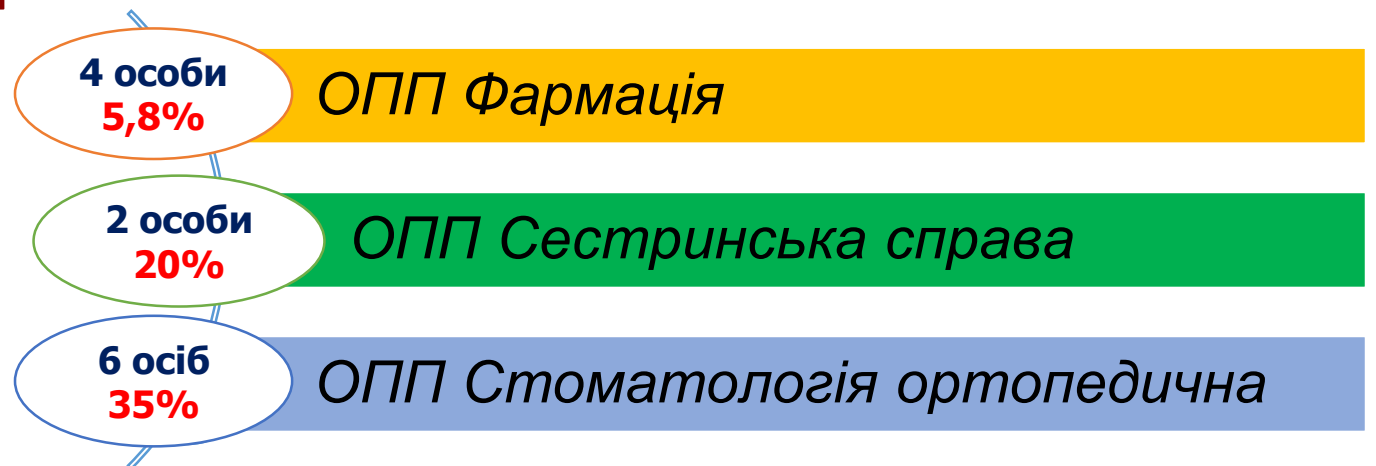 4 особи
5,8%
ОПП Фармація
2 особи
20%
ОПП Сестринська справа
6 осіб
35%
ОПП Стоматологія ортопедична